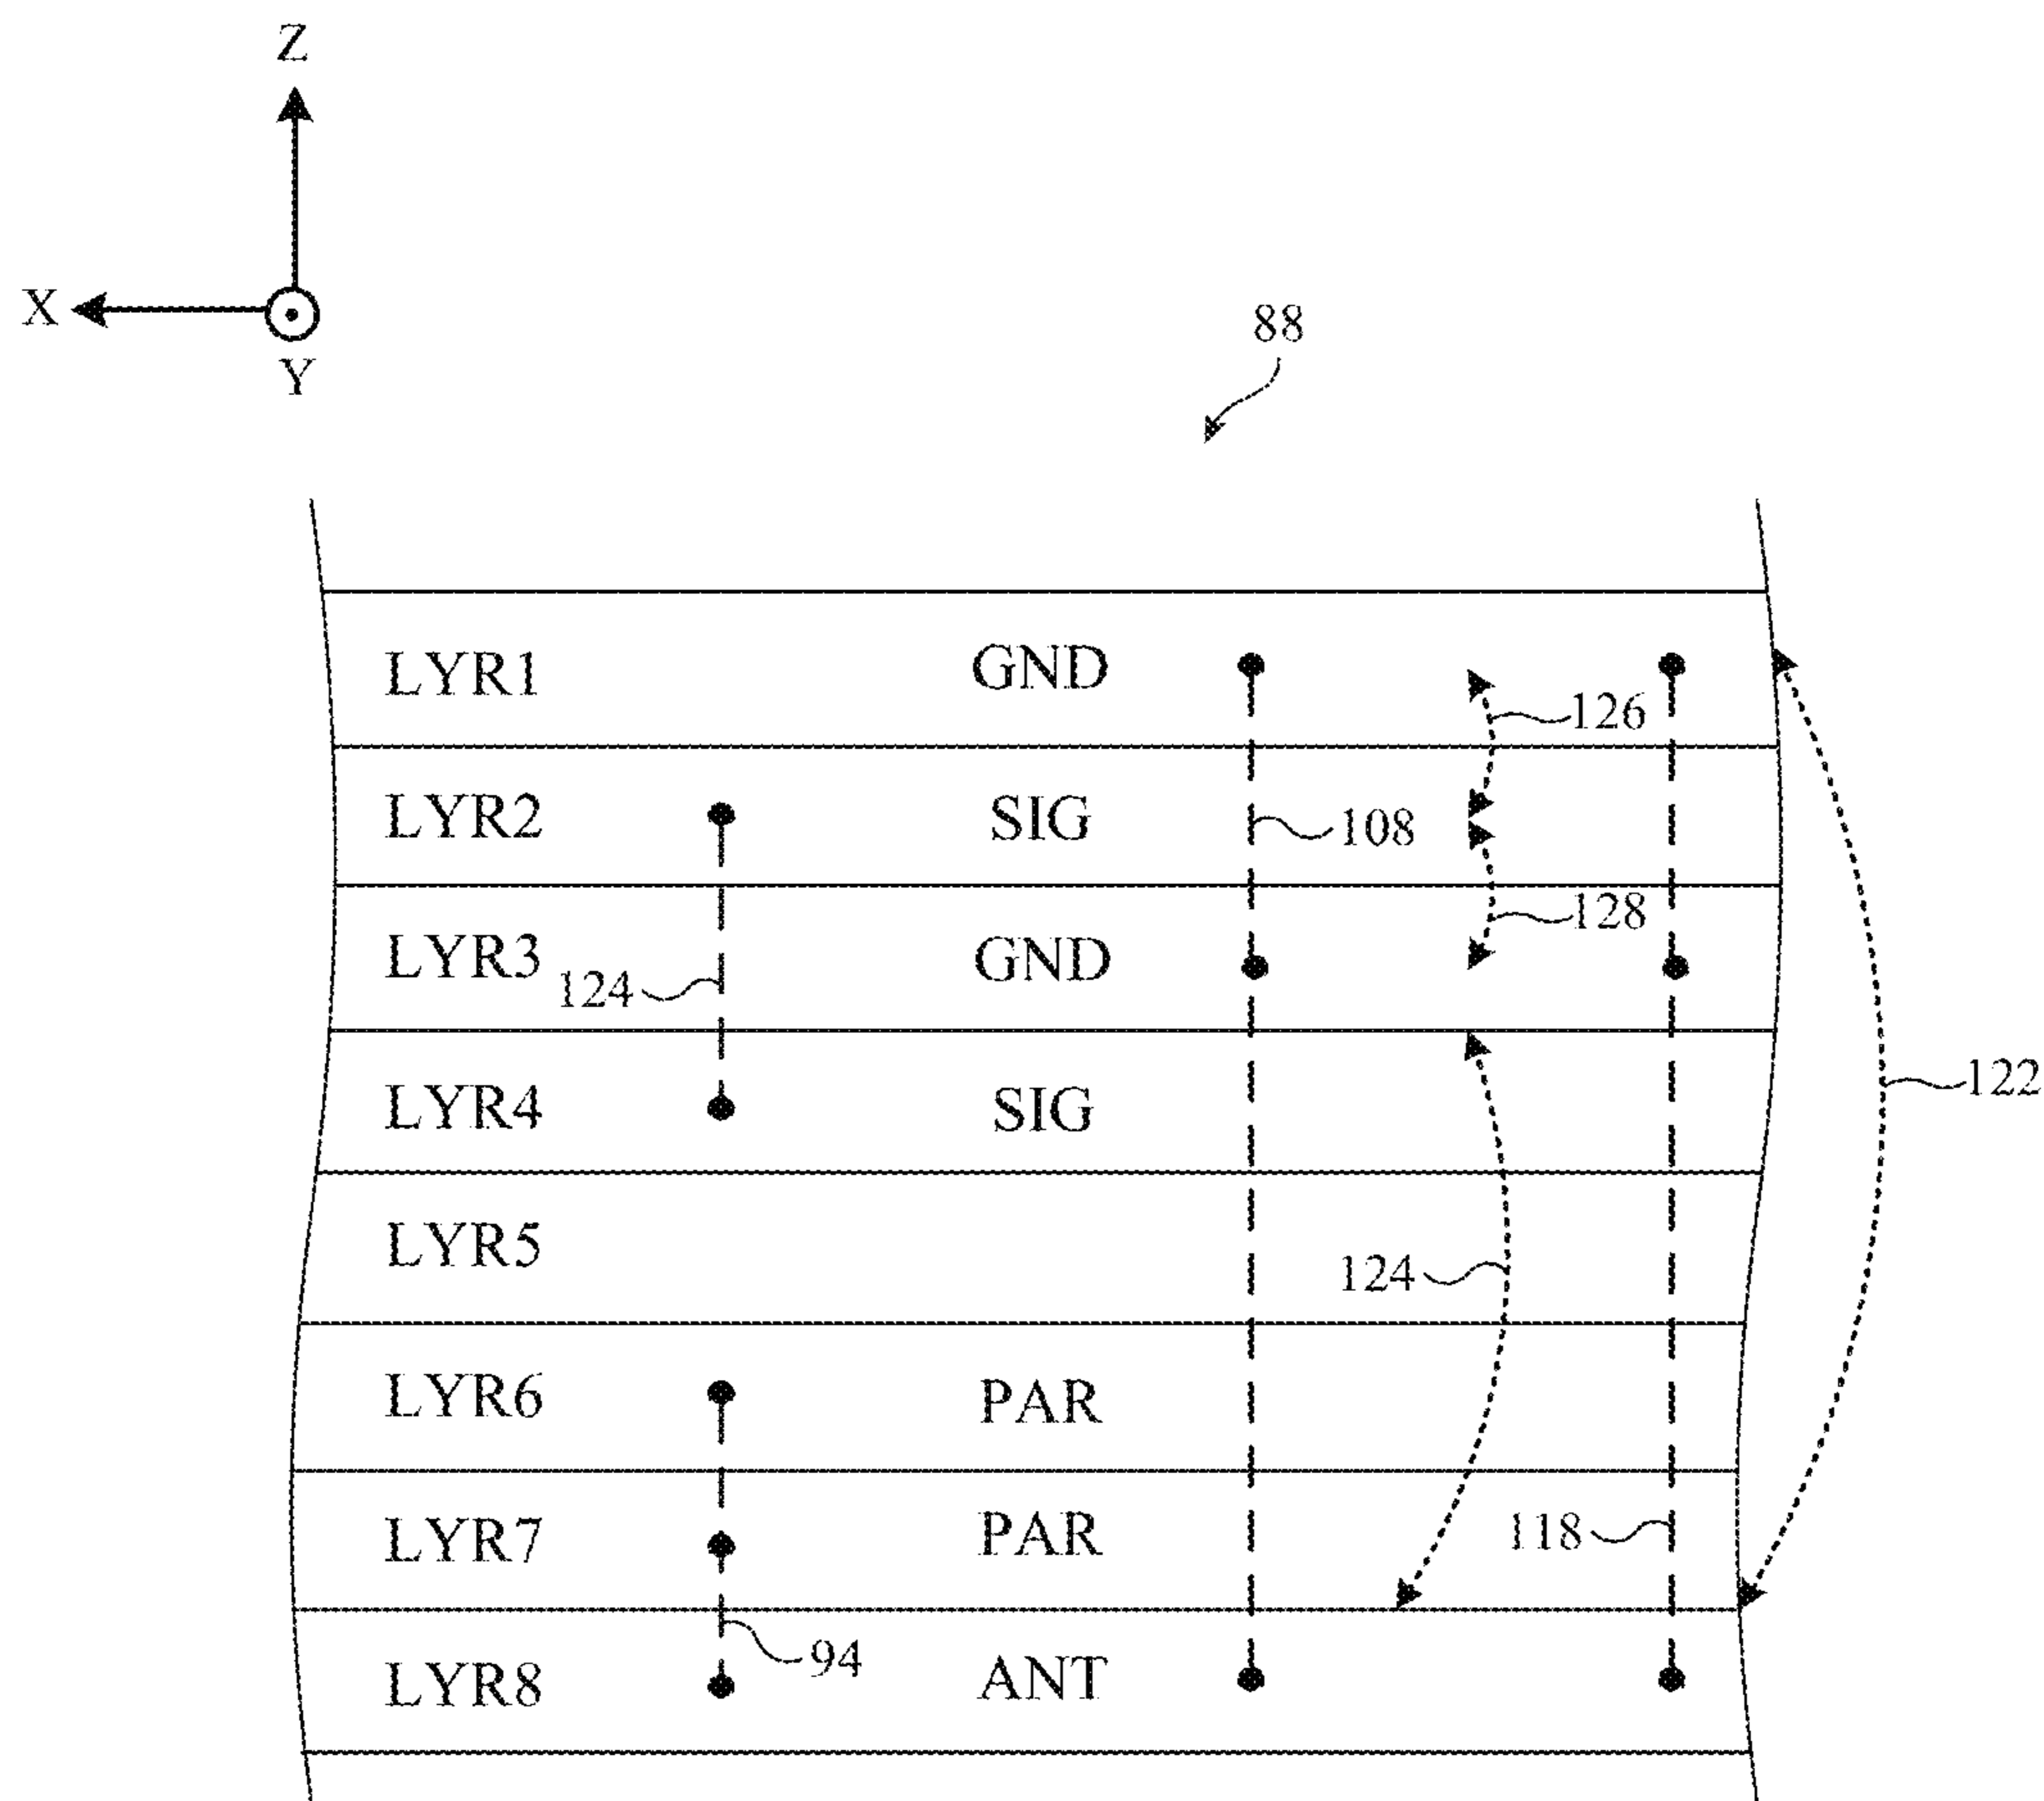 Z
X
Y
88
LYR1 GND
126
LYR2 SIG
108
LYR3 GND
128
124
LYR4 SIG
122
LYR5
124
LYR6 PAR
LYR7 PAR
118
94
LYR8 ANT